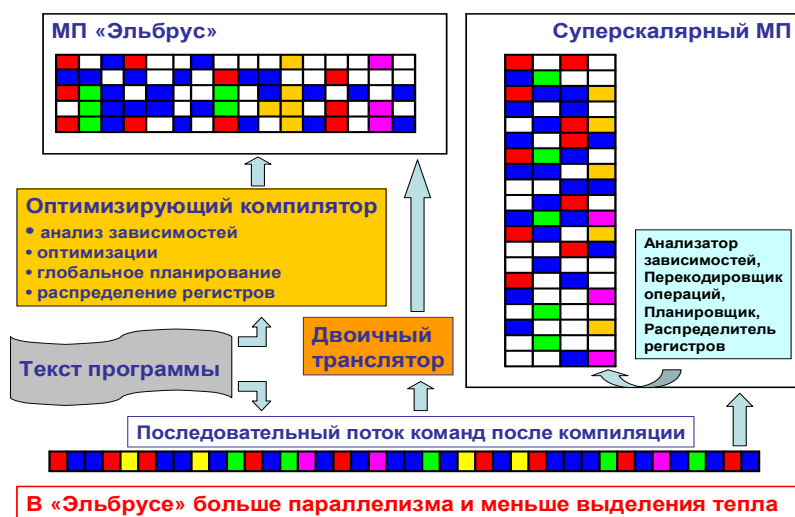 МП «Эльбрус»
Суперскалярный МП
Оптимизирующий компилятор
• анализ зависимостей
• оптимизации
• глобальное планирование
• распределение регистров
Анализатор
зависимостей,
Перекодировщик
операций,
Планировщик,
Распределитель
регистров
Двоичный
транслятор
Текст программы
Последовательный поток команд после компиляции
В «Эльбрусе» больше параллелизма и меньше выделения тепла